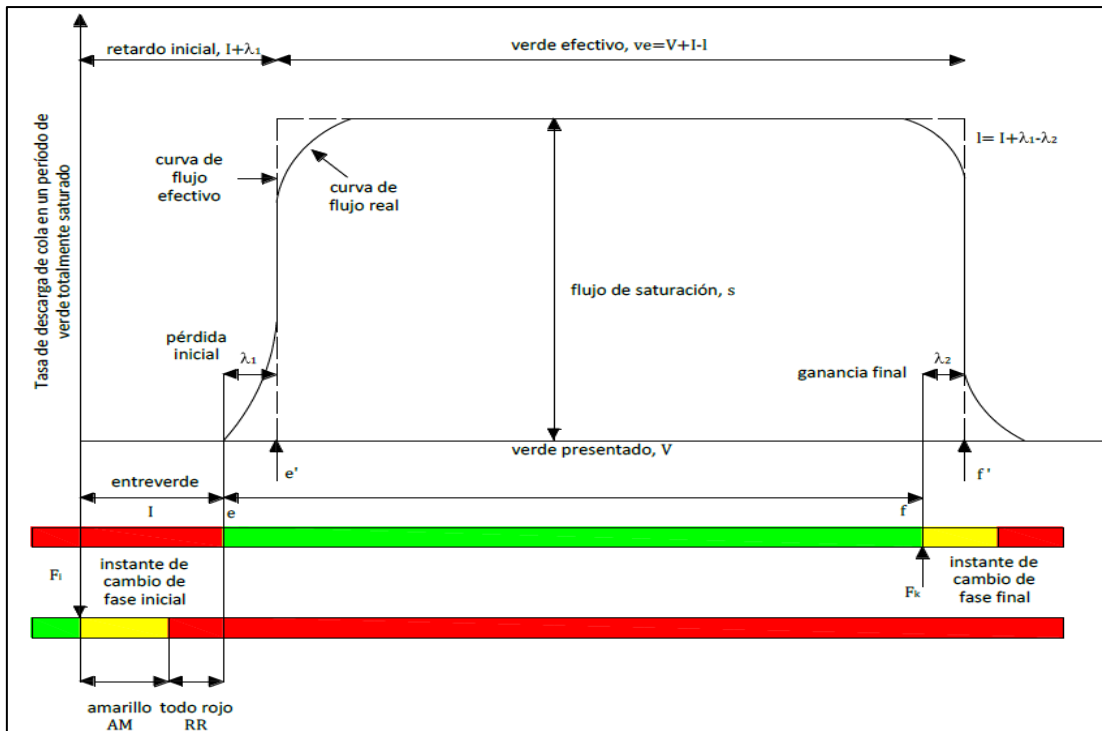 retardo inicial, I+λ₁
verde efectivo, ve=V+I-l
l= I+λ₁-λ₂
Tasa de descarga de cola en un período de
verde totalmente saturado
curva de
flujo
efectivo
curva de
flujo real
flujo de saturación, s
pérdida
inicial
λ₁
ganancia final
λ₂
verde presentado, V
e'
f '
entreverde
I
e
f
Fₗ
instante de
cambio de
fase inicial
Fₖ
instante de
cambio de
fase final
amarillo
AM
todo rojo
RR